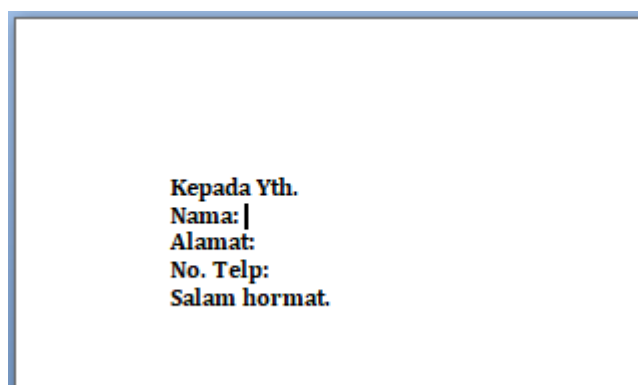 Kepada Yth.
Nama:
Alamat:
No. Telp:
Salam hormat.